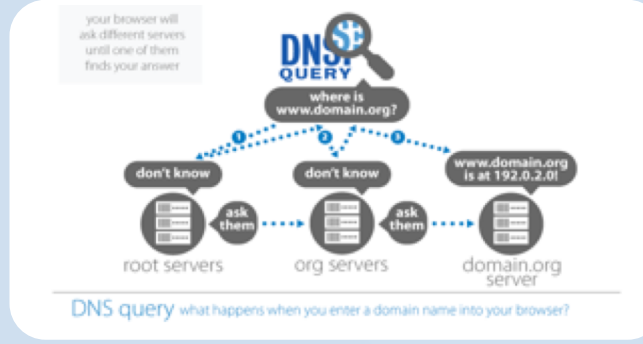 your browser will
ask different servers
until one of them
finds your answer
DNS
QUERY
where is
www.domain.org?
1 2 3
don't know
don't know
www.domain.org
is at 192.0.2.0!
ask
them
ask
them
root servers
org servers
domain.org
server
DNS query what happens when you enter a domain name into your browser?